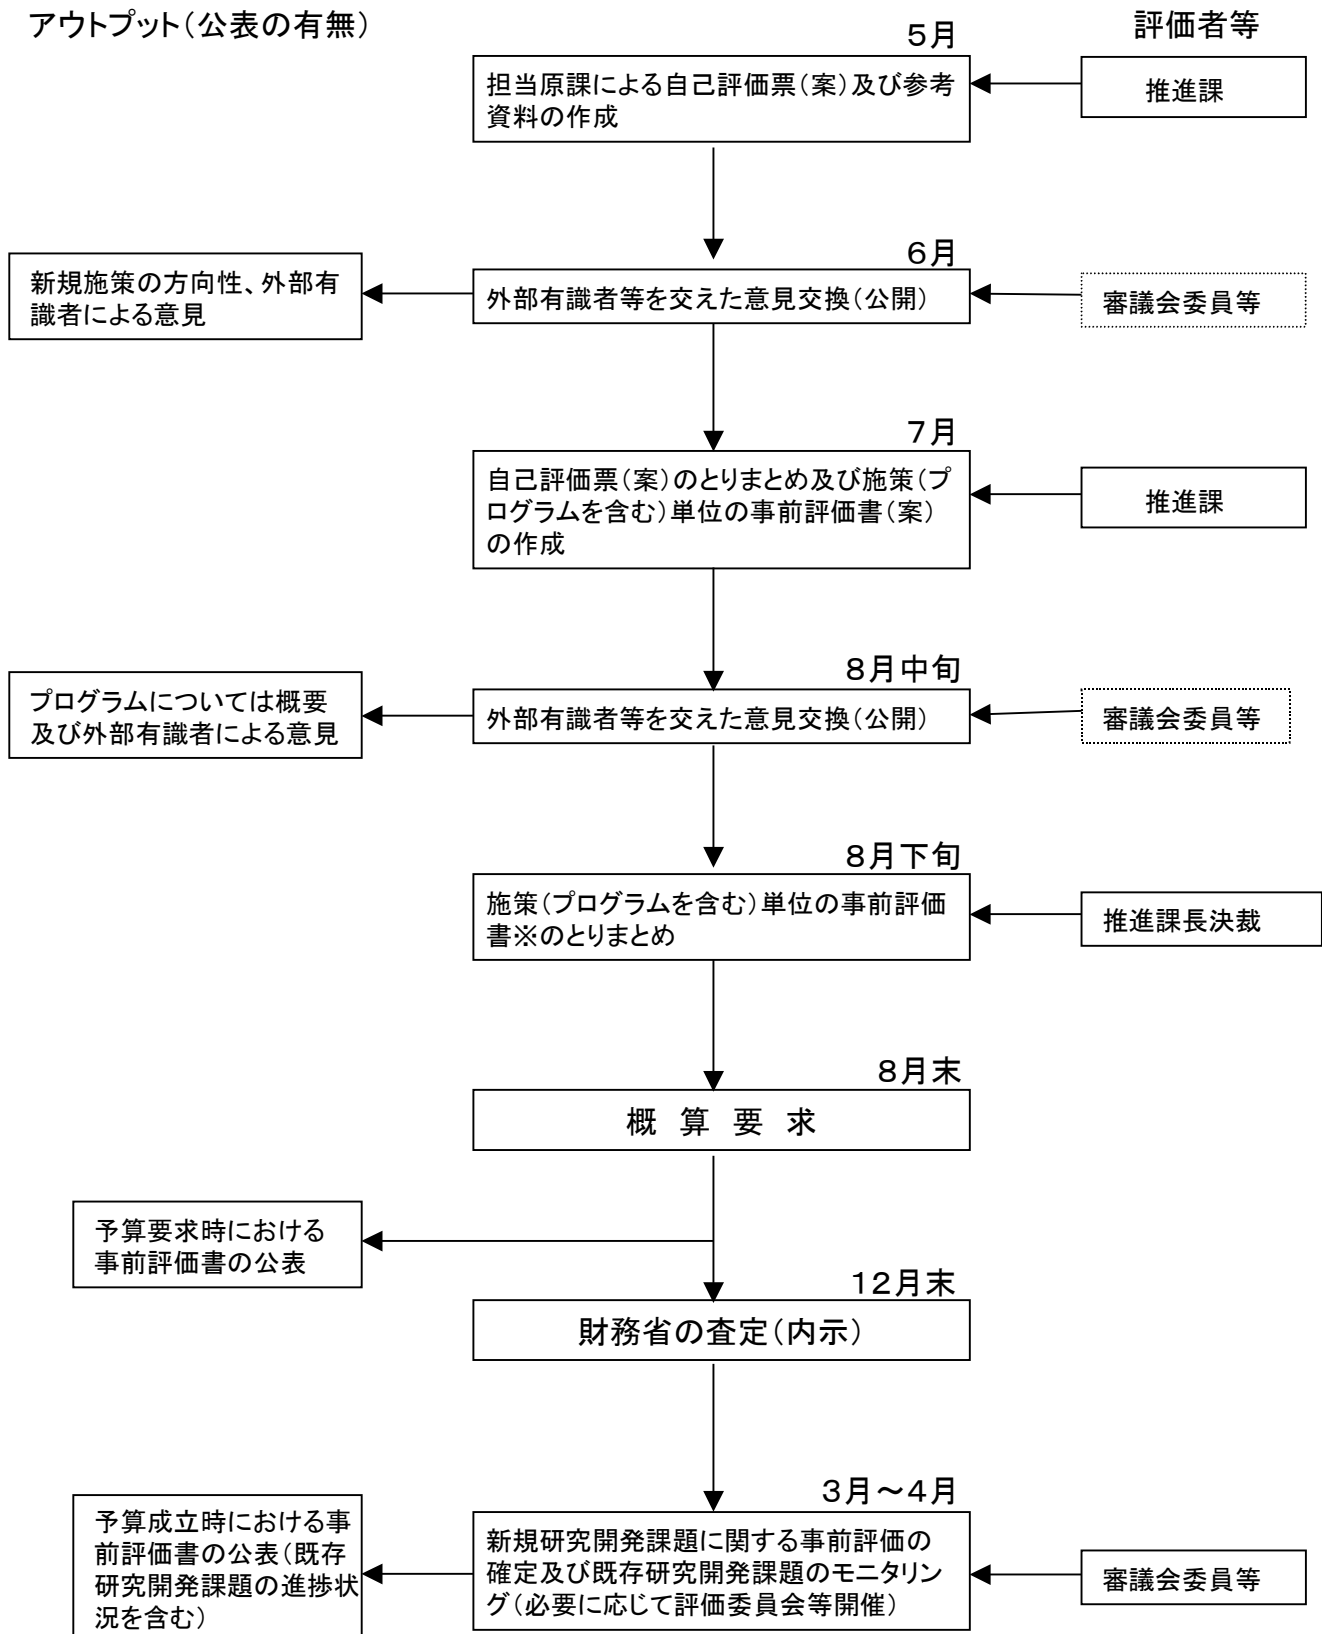 アウトプット（公表の有無）
評価者等
５月
担当原課による自己評価票（案）及び参考
資料の作成
推進課
６月
新規施策の方向性、外部有
識者による意見
外部有識者等を交えた意見交換（公開）
審議会委員等
７月
自己評価票（案）のとりまとめ及び施策（プ
ログラムを含む）単位の事前評価書（案）
の作成
推進課
８月中旬
プログラムについては概要
及び外部有識者による意見
外部有識者等を交えた意見交換（公開）
審議会委員等
８月下旬
施策（プログラムを含む）単位の事前評価
書※のとりまとめ
推進課長決裁
８月末
概　算　要　求
予算要求時における
事前評価書の公表
１２月末
財務省の査定（内示）
３月～４月
予算成立時における事
前評価書の公表（既存
研究開発課題の進捗状
況を含む）
新規研究開発課題に関する事前評価の
確定及び既存研究開発課題のモニタリン
グ（必要に応じて評価委員会等開催）
審議会委員等